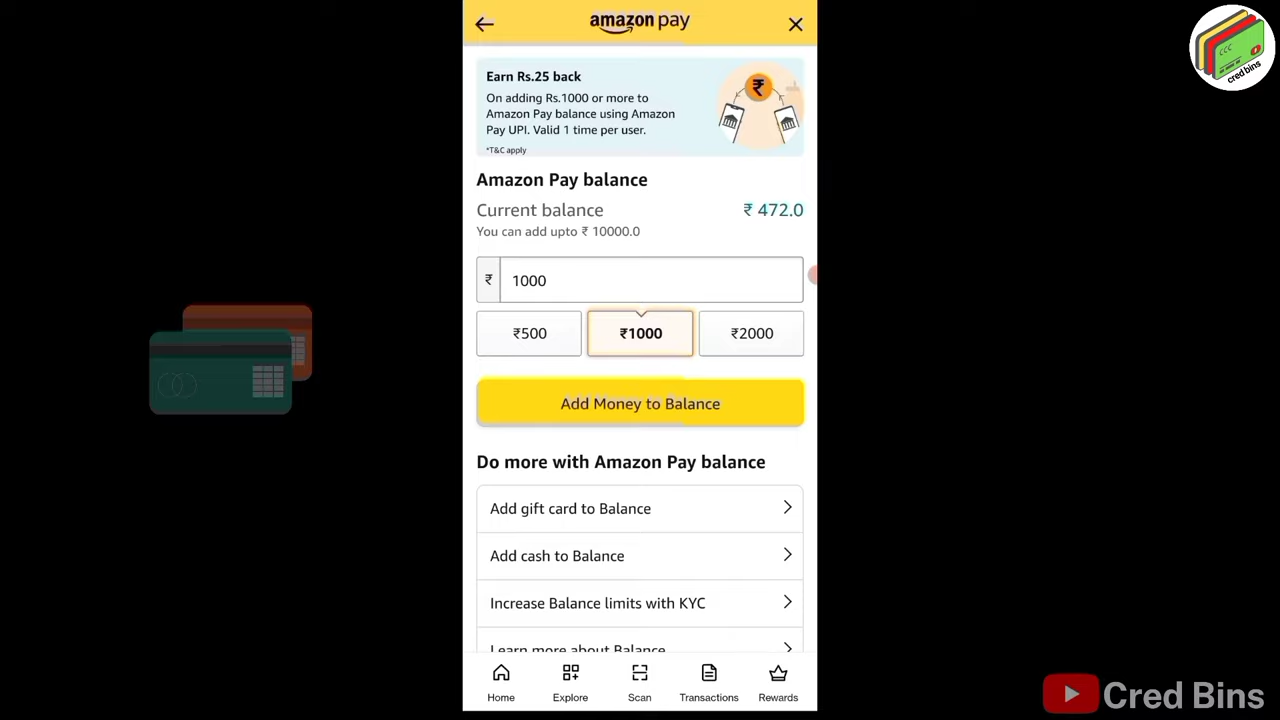 amazon pay
Earn Rs.25 back
On adding Rs.1000 or more to
Amazon Pay balance using Amazon
Pay UPI. Valid 1 time per user.
*T&C apply
₹
Amazon Pay balance
Current balance ₹ 472.0
You can add upto ₹ 10000.0
₹ 1000
₹500 ₹1000 ₹2000
Add Money to Balance
Do more with Amazon Pay balance
Add gift card to Balance
Add cash to Balance
Increase Balance limits with KYC
Learn more about Balance
Home Explore Scan Transactions Rewards
CCC
cred bins
Cred Bins